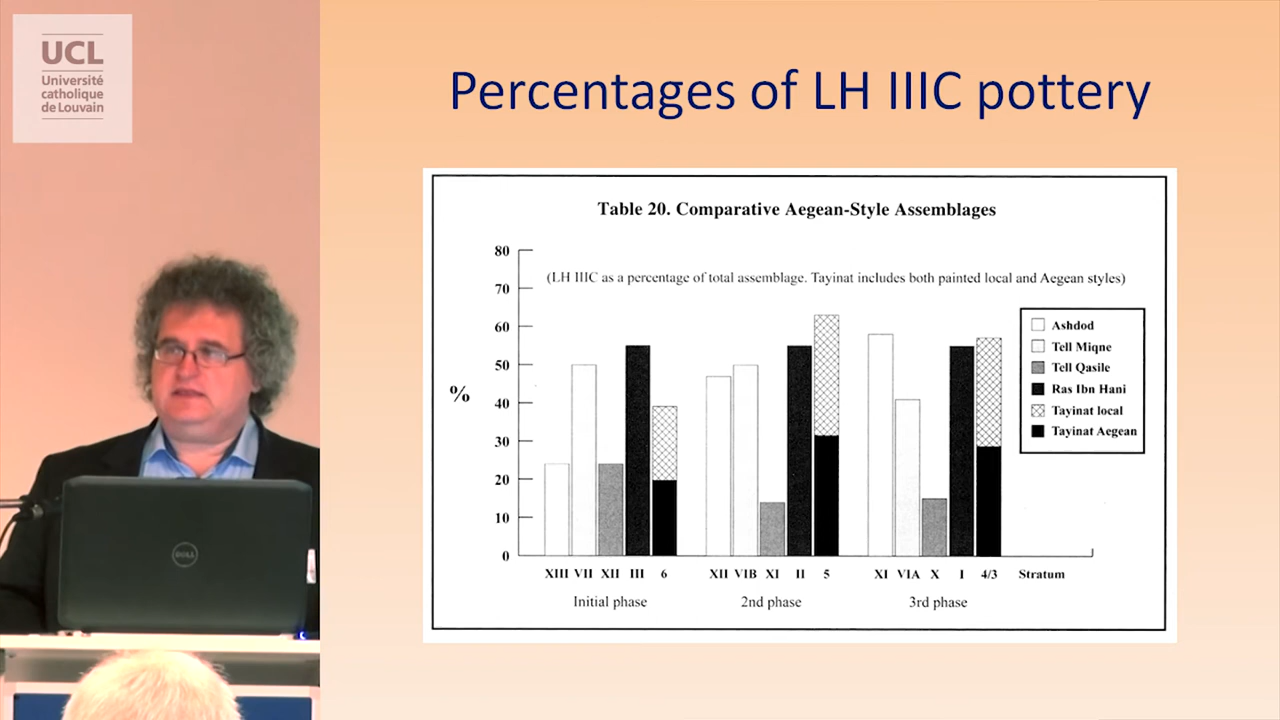 UCL
Université
catholique
de Louvain
Percentages of LH IIIC pottery
Table 20. Comparative Aegean-Style Assemblages
(LH IIIC as a percentage of total assemblage. Tayinat includes both painted local and Aegean styles)
80
70
60
50
40
30
20
10
0
%
Ashdod
Tell Miqne
Tell Qasile
Ras Ibn Hani
Tayinat local
Tayinat Aegean
XIII VII XII III 6 XII VIB XI II 5 XI VIA X I 4/3 Stratum
Initial phase 2nd phase 3rd phase
DELL